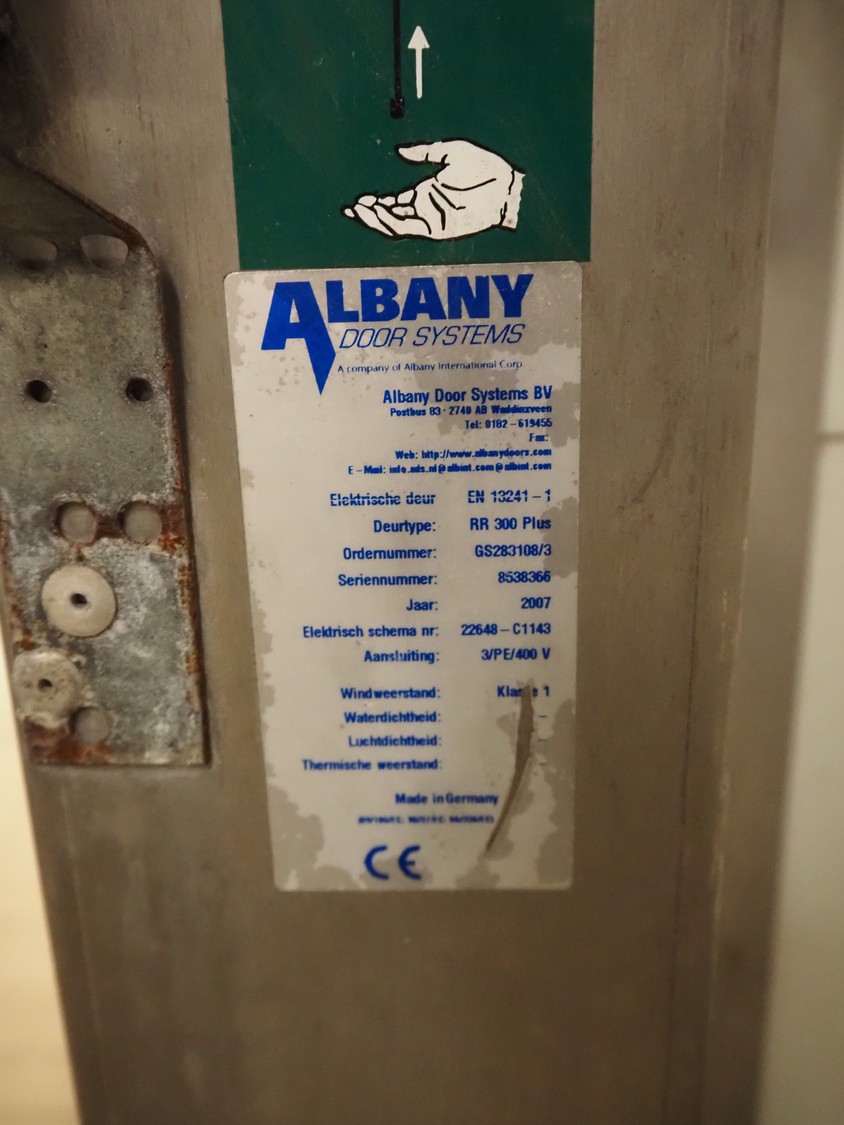 ALBANY
DOOR SYSTEMS
A company of Albany International Corp.
Albany Door Systems BV
Postbus 83 - 2740 AB Waddinxveen
Tel: 0182 - 619455
Fax:
Web: http://www.albanydoors.com
E-Mail: info.ads.nl@albint.com@albint.com
Elektrische deur EN 13241-1
Deurtype: RR 300 Plus
Ordernummer: GS283108/3
Seriennummer: 8538366
Jaar: 2007
Elektrisch schema nr: 22648-C1143
Aansluiting: 3/PE/400 V
Windweerstand: Klasse 1
Waterdichtheid: -
Luchtdichtheid: -
Thermische weerstand: -
Made in Germany
CE